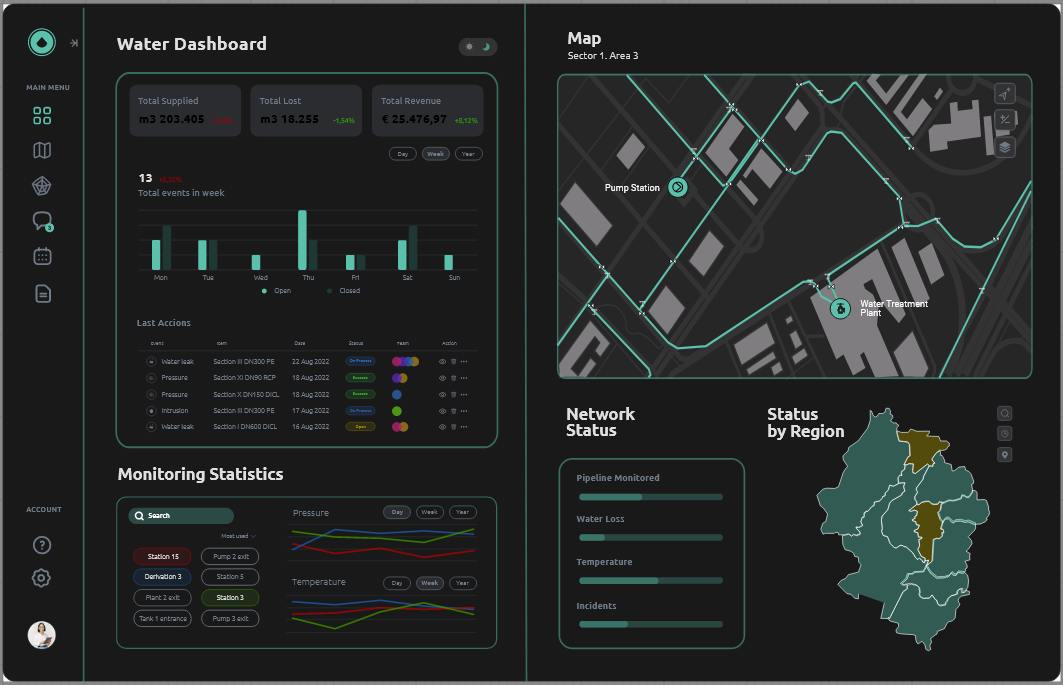 Water Dashboard
MAIN MENU
3
ACCOUNT
Total Supplied
m3 203.405
Total Lost
m3 18.255 -1,54%
Total Revenue
€ 25.476,97 +8,12%
Day Week Year
13
Total events in week
Mon Tue Wed Thu Fri Sat Sun
Open Closed
Last Accions
Event Item Date Status Team Action
Water leak Section III DN300 PE 22 Aug 2022 On Process
Pressure Section XI DN90 RCP 18 Aug 2022
Pressure Section X DN150 DICL 18 Aug 2022
Intrusion Section III DN300 PE 17 Aug 2022 On Process
Water leak Section I DN600 DICL 16 Aug 2022 Open
Monitoring Statistics
Search
Most used
Station 15 Pump 2 exit
Derivation 3 Station 5
Plant 2 exit Station 3
Tank 1 entrance Pump 3 exit
Pressure Day Week Year
Temperature Day Week Year
Map
Sector 1. Area 3
Pump Station
Water Treatment
Plant
Network
Status
Pipeline Monitored
Water Loss
Temperature
Incidents
Status
by Region